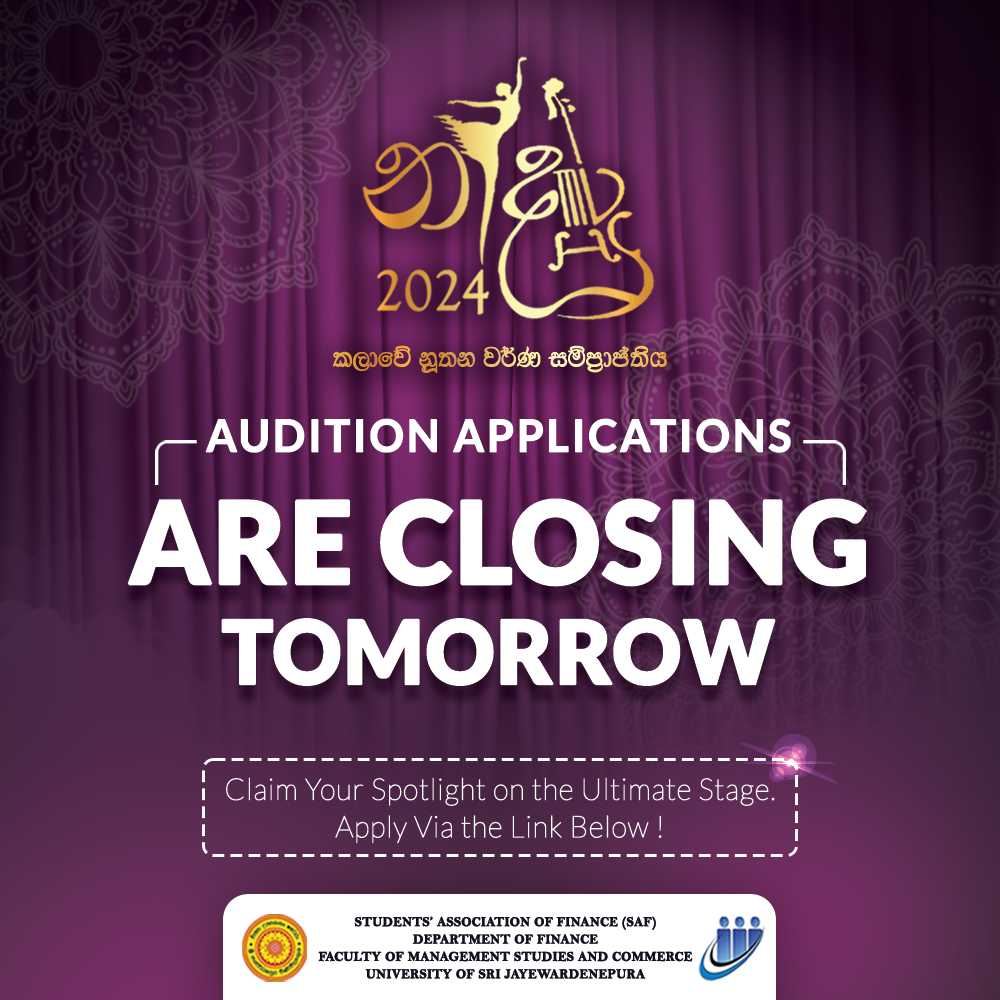 නාද
2024
කලාවේ නූතන වර්ණ සම්ප්‍රාප්තිය
AUDITION APPLICATIONS
ARE CLOSING
TOMORROW
Claim Your Spotlight on the Ultimate Stage.
Apply Via the Link Below !
STUDENTS' ASSOCIATION OF FINANCE (SAF)
DEPARTMENT OF FINANCE
FACULTY OF MANAGEMENT STUDIES AND COMMERCE
UNIVERSITY OF SRI JAYEWARDENEPURA